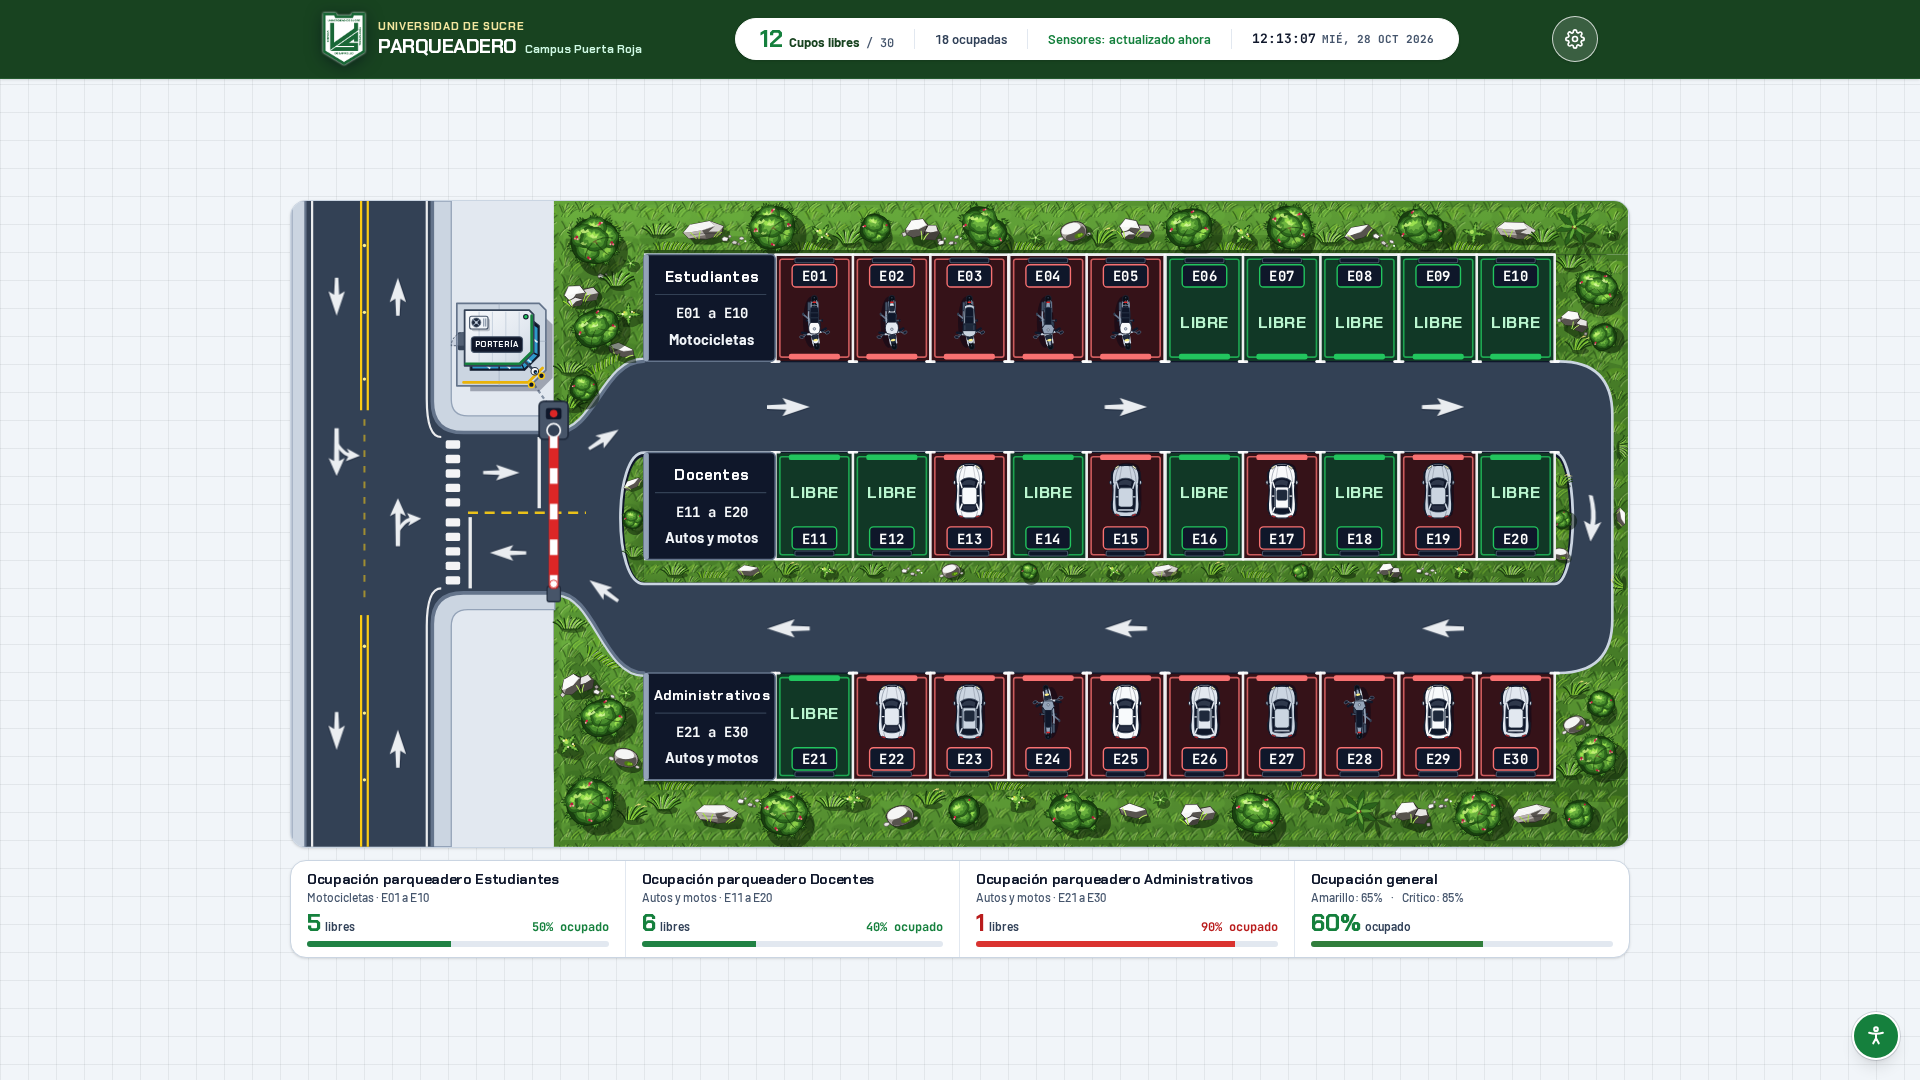 UNIVERSIDAD DE SUCRE
PARQUEADERO Campus Puerta Roja
12 Cupos libres / 30
18 ocupadas
Sensores: actualizado ahora
12:13:07 MIÉ, 28 OCT 2026
PORTERÍA
Estudiantes
E01 a E10
Motocicletas
E01 E02 E03 E04 E05 E06 E07 E08 E09 E10
LIBRE LIBRE LIBRE LIBRE LIBRE
Docentes
E11 a E20
Autos y motos
LIBRE LIBRE LIBRE LIBRE LIBRE LIBRE
E11 E12 E13 E14 E15 E16 E17 E18 E19 E20
Administrativos
E21 a E30
Autos y motos
LIBRE
E21 E22 E23 E24 E25 E26 E27 E28 E29 E30
Ocupación parqueadero Estudiantes
Motocicletas · E01 a E10
5 libres 50% ocupado
Ocupación parqueadero Docentes
Autos y motos · E11 a E20
6 libres 40% ocupado
Ocupación parqueadero Administrativos
Autos y motos · E21 a E30
1 libres 90% ocupado
Ocupación general
Amarillo: 65% · Crítico: 85%
60% ocupado